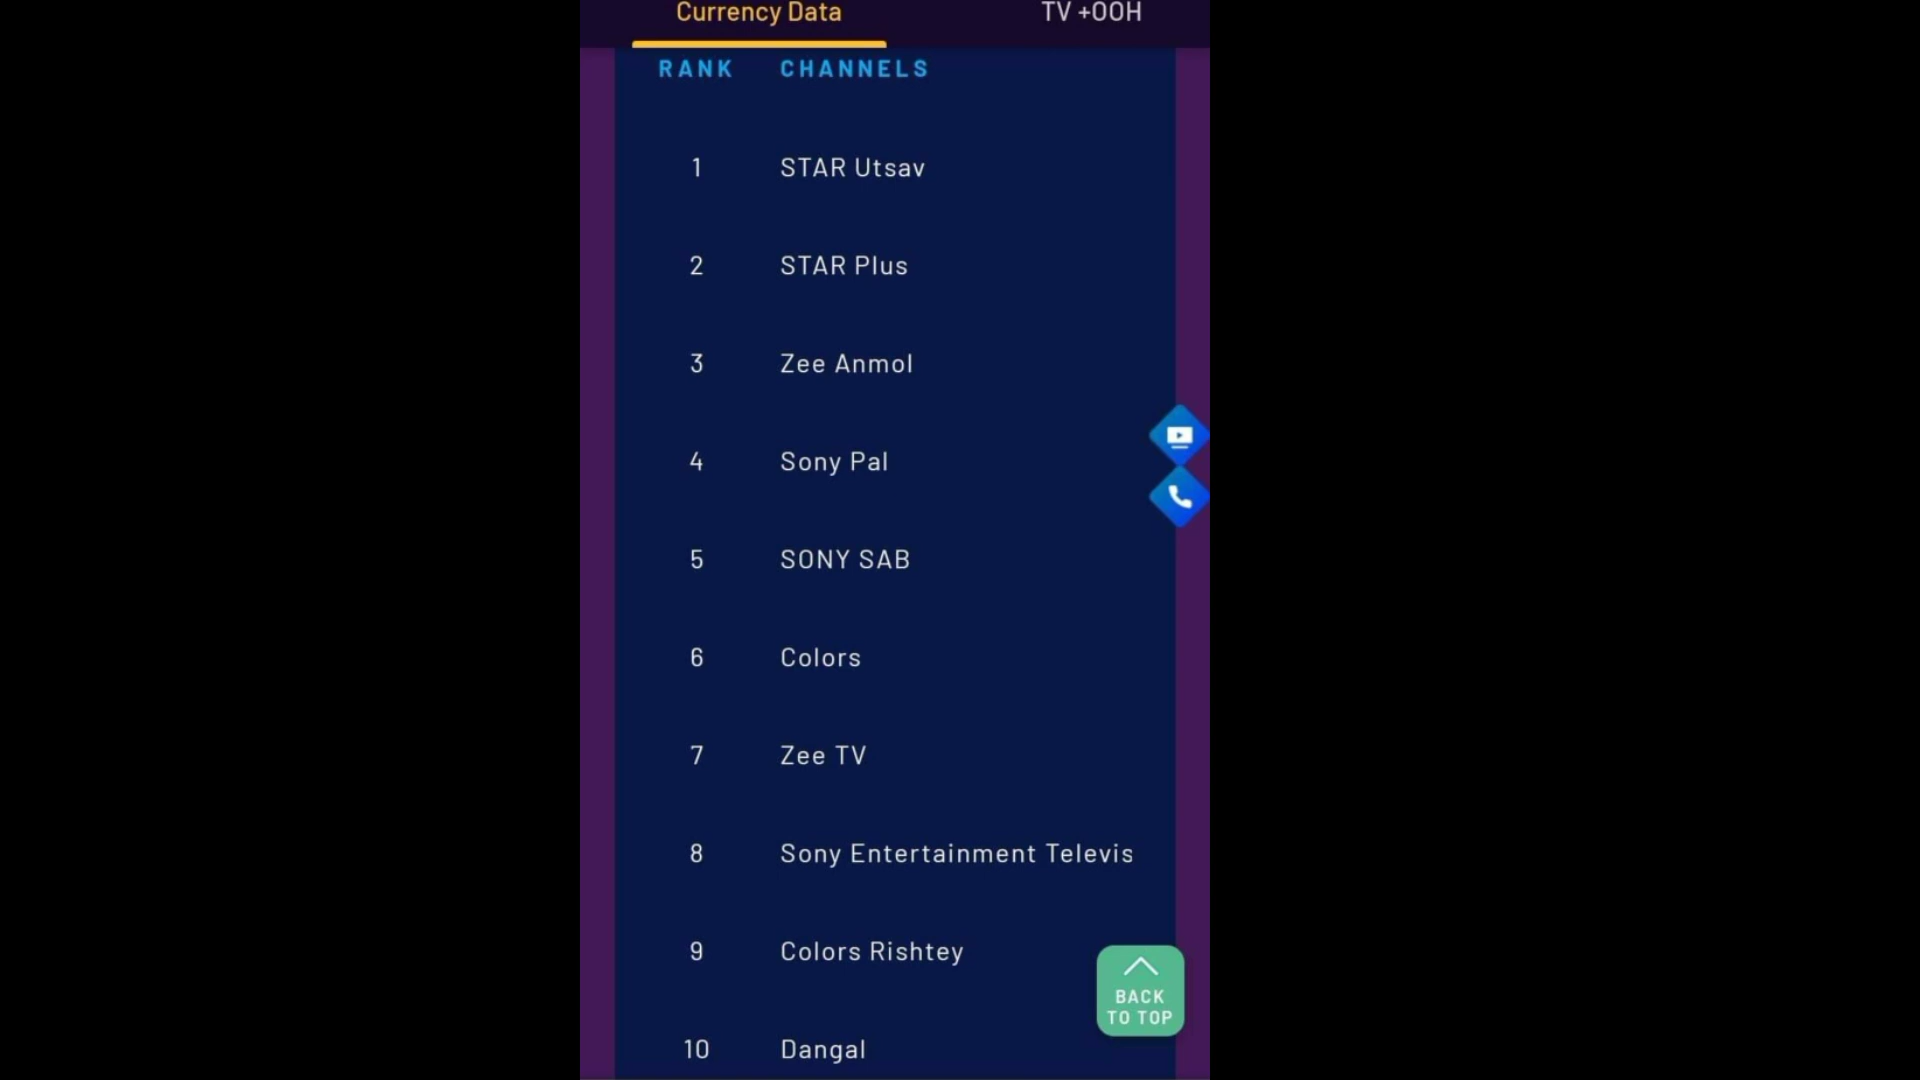 Currency Data TV +OOH
RANK CHANNELS
1 STAR Utsav
2 STAR Plus
3 Zee Anmol
4 Sony Pal
5 SONY SAB
6 Colors
7 Zee TV
8 Sony Entertainment Televis
9 Colors Rishtey
BACK
TO TOP
10 Dangal